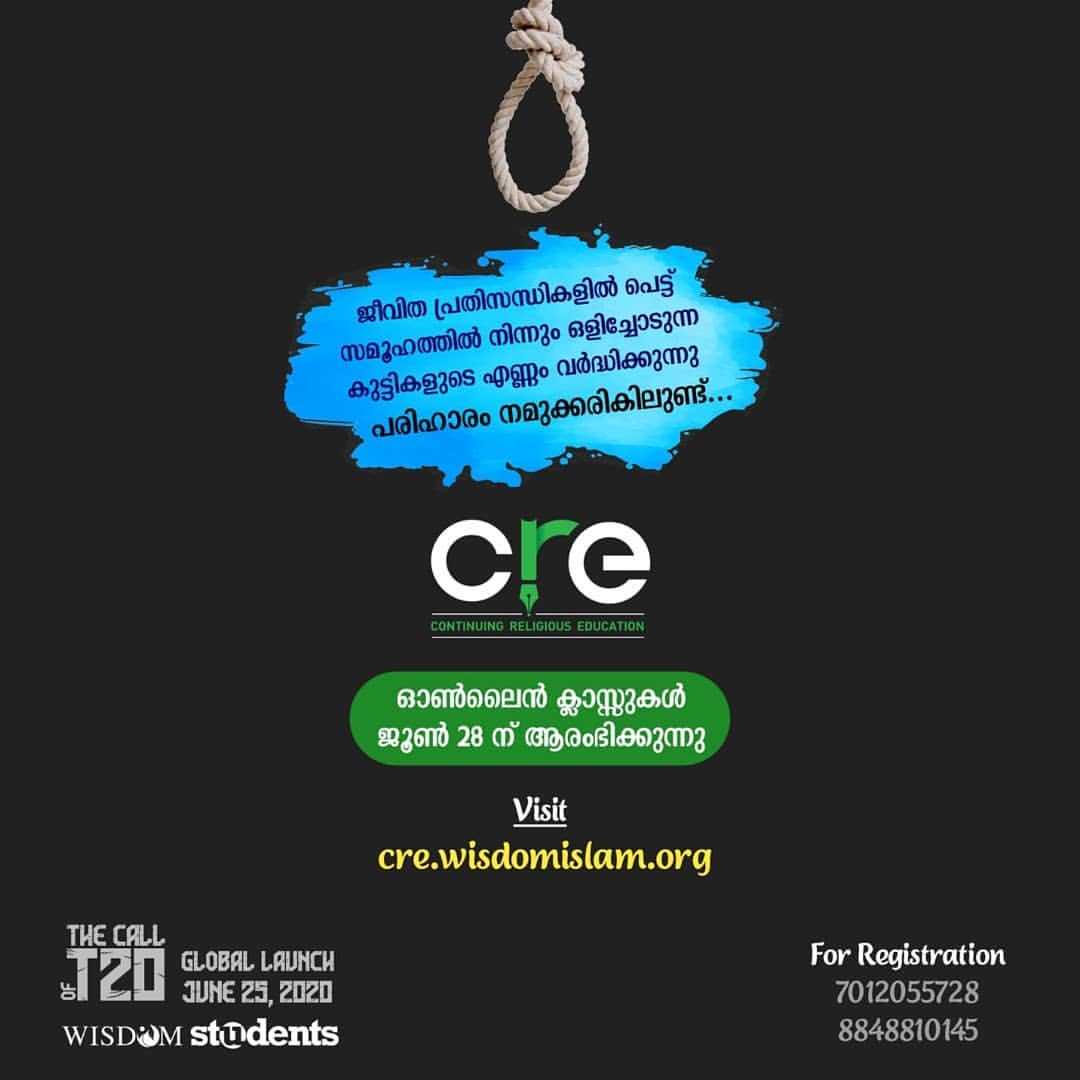 ജീവിത പ്രതിസന്ധികളിൽ പെട്ട്
സമൂഹത്തിൽ നിന്നും ഒളിച്ചോടുന്ന
കുട്ടികളുടെ എണ്ണം വർദ്ധിക്കുന്നു
പരിഹാരം നമുക്കരികിലുണ്ട്...
cre
CONTINUING RELIGIOUS EDUCATION
ഓൺലൈൻ ക്ലാസ്സുകൾ
ജൂൺ 28 ന് ആരംഭിക്കുന്നു
Visit
cre.wisdomislam.org
THE CALL
OF T20
GLOBAL LAUNCH
JUNE 25, 2020
WISDOM students
For Registration
7012055728
8848810145